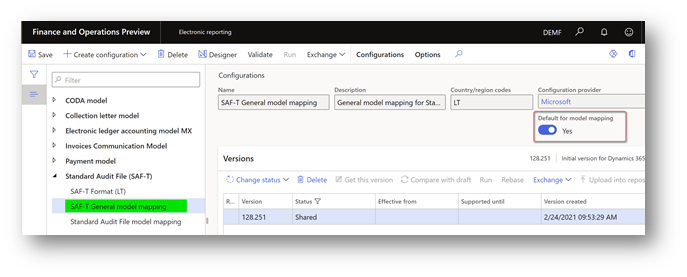 Finance and Operations Preview
Electronic reporting
DEMF
Save
Create configuration
Delete
Designer
Validate
Run
Exchange
Configurations
Options
Filter
CODA model
Collection letter model
Electronic ledger accounting model MX
Invoices Communication Model
Payment model
Standard Audit File (SAF-T)
SAF-T Format (LT)
SAF-T General model mapping
Standard Audit File model mapping
Configurations
Name
Description
Country/region codes
Configuration provider
SAF-T General model mapping
General model mapping for Sta...
LT
Microsoft
Default for model mapping
Yes
Versions
128.251
Initial version for Dynamics 365
Change status
Delete
Get this version
Compare with draft
Run
Rebase
Exchange
Upload into repos
R...
Version
Status
Effective from
Supported until
Version created
128.251
Shared
2/24/2021 09:53:29 AM